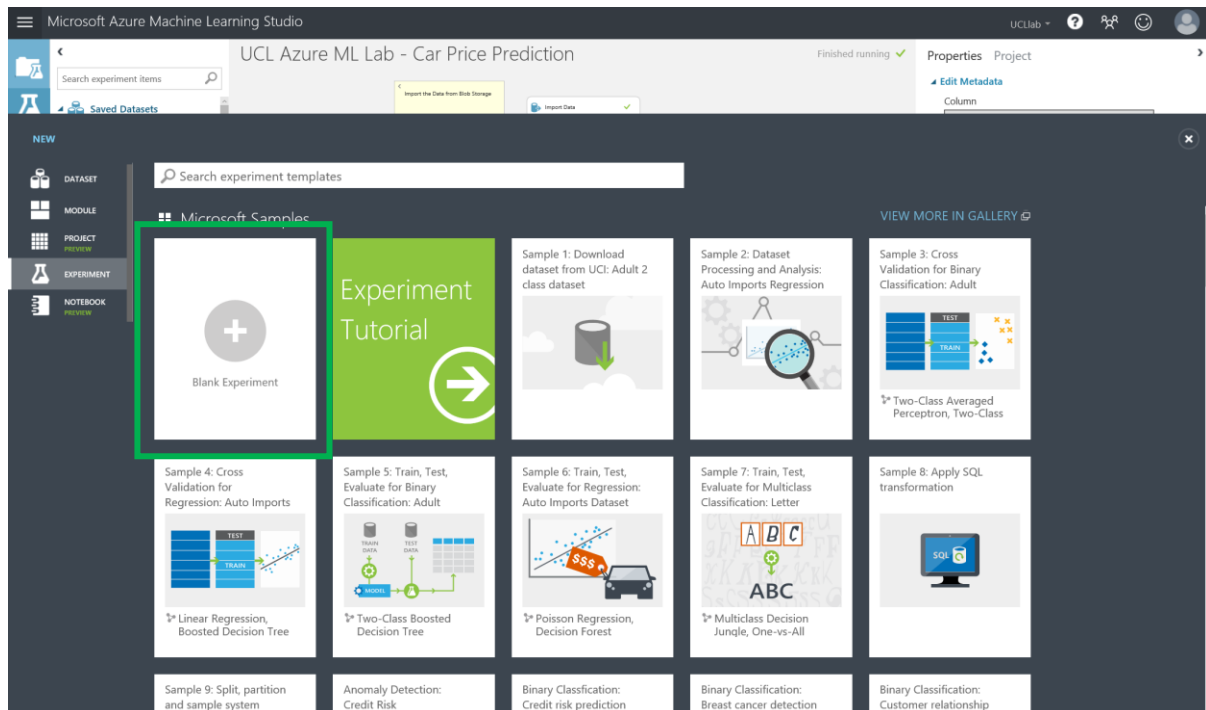 Microsoft Azure Machine Learning Studio
UCLlab
?
UCL Azure ML Lab - Car Price Prediction
Finished running
Properties Project
Search experiment items
Edit Metadata
Import the Data from Blob Storage
Import Data
Column
Saved Datasets
NEW
DATASET
MODULE
PROJECT
PREVIEW
EXPERIMENT
NOTEBOOK
PREVIEW
Search experiment templates
Microsoft Samples
VIEW MORE IN GALLERY
Blank Experiment
Experiment
Tutorial
Sample 1: Download
dataset from UCI: Adult 2
class dataset
Sample 2: Dataset
Processing and Analysis:
Auto Imports Regression
Sample 3: Cross
Validation for Binary
Classification: Adult
TEST
TRAIN
Two-Class Averaged
Perceptron, Two-Class
Sample 4: Cross
Validation for
Regression: Auto Imports
TEST
TRAIN
Linear Regression,
Boosted Decision Tree
Sample 5: Train, Test,
Evaluate for Binary
Classification: Adult
TRAIN
DATA
TEST
DATA
MODEL
Two-Class Boosted
Decision Tree
Sample 6: Train, Test,
Evaluate for Regression:
Auto Imports Dataset
$$$
Poisson Regression,
Decision Forest
Sample 7: Train, Test,
Evaluate for Multiclass
Classification: Letter
A B C
ABC
Multiclass Decision
Jungle, One-vs-All
Sample 8: Apply SQL
transformation
SQL
Sample 9: Split, partition
and sample system
Anomaly Detection:
Credit Risk
Binary Classfication:
Credit risk prediction
Binary Classification:
Breast cancer detection
Binary Classification:
Customer relationship